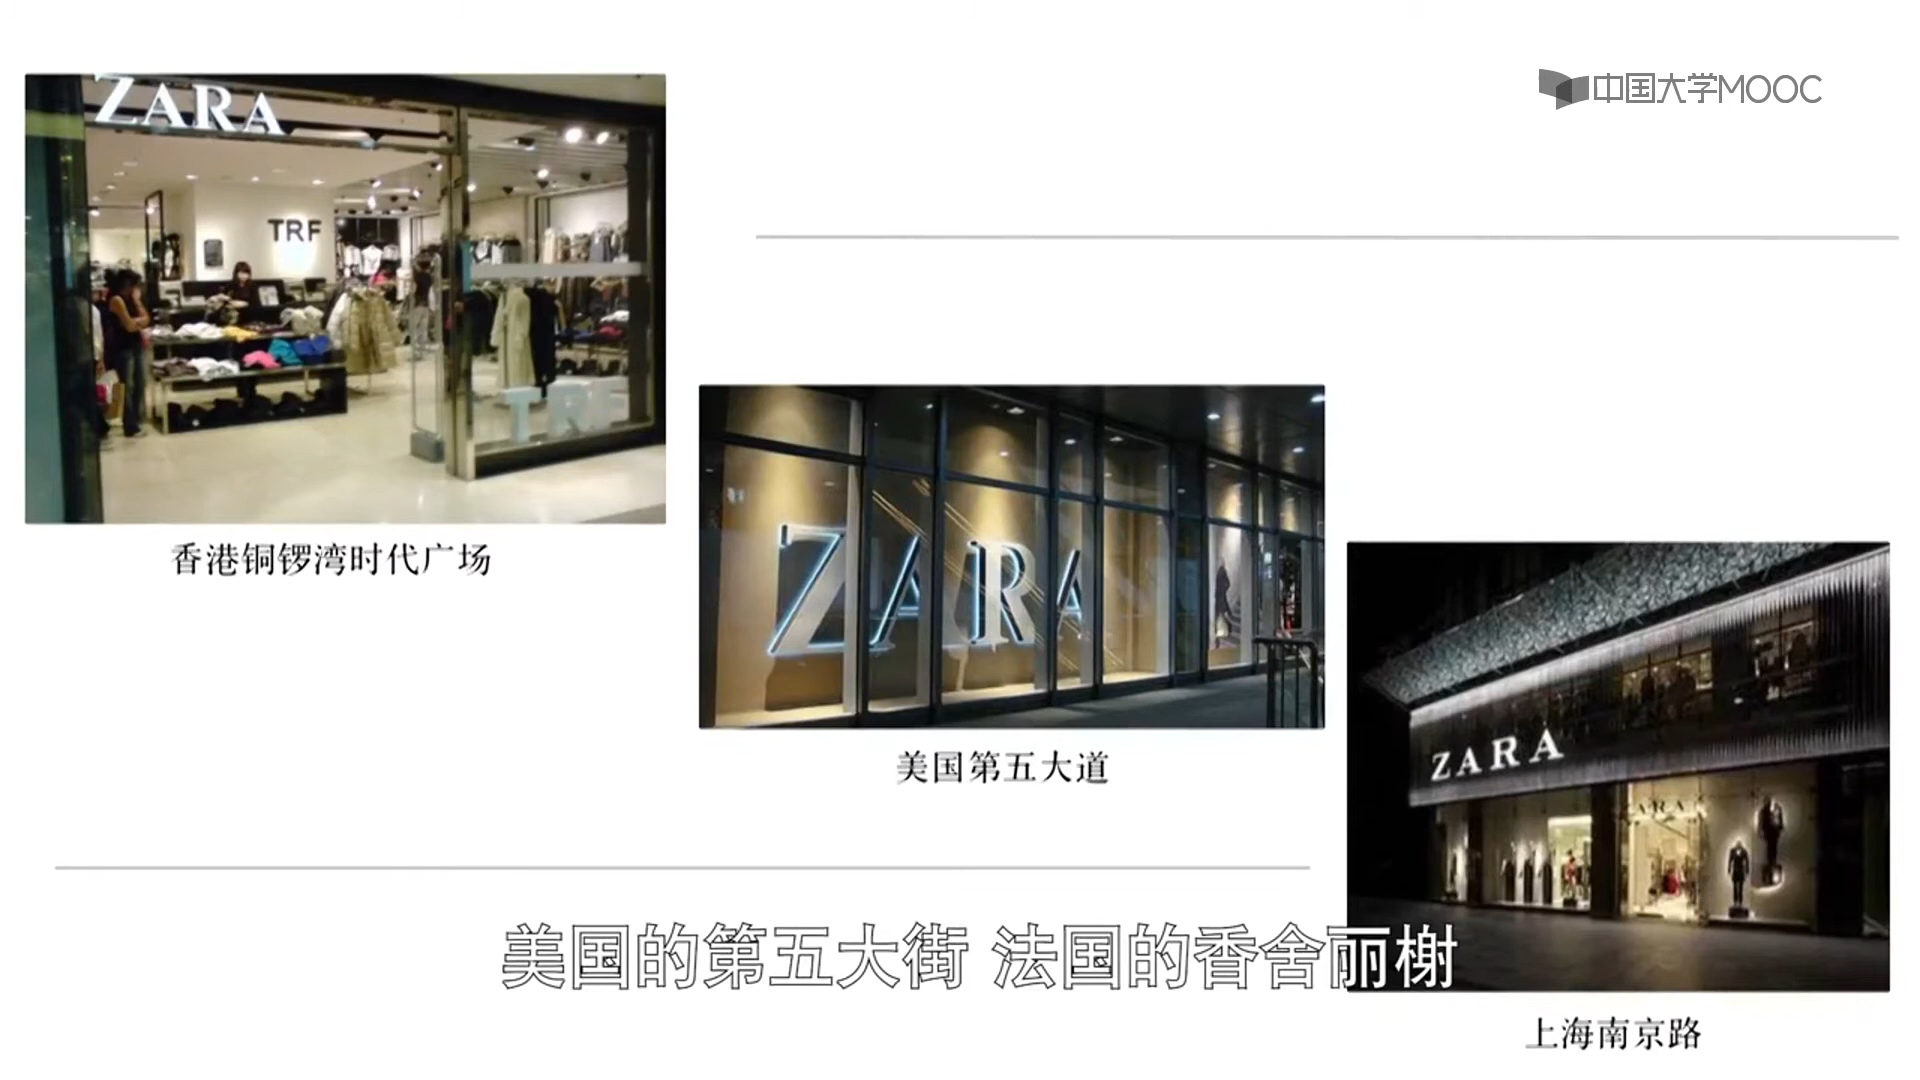 ZARA
中国大学MOOC
TRF
TRF
香港铜锣湾时代广场
ZARA
美国第五大道
ZARA
ZARA
美国的第五大街 法国的香舍丽榭
上海南京路